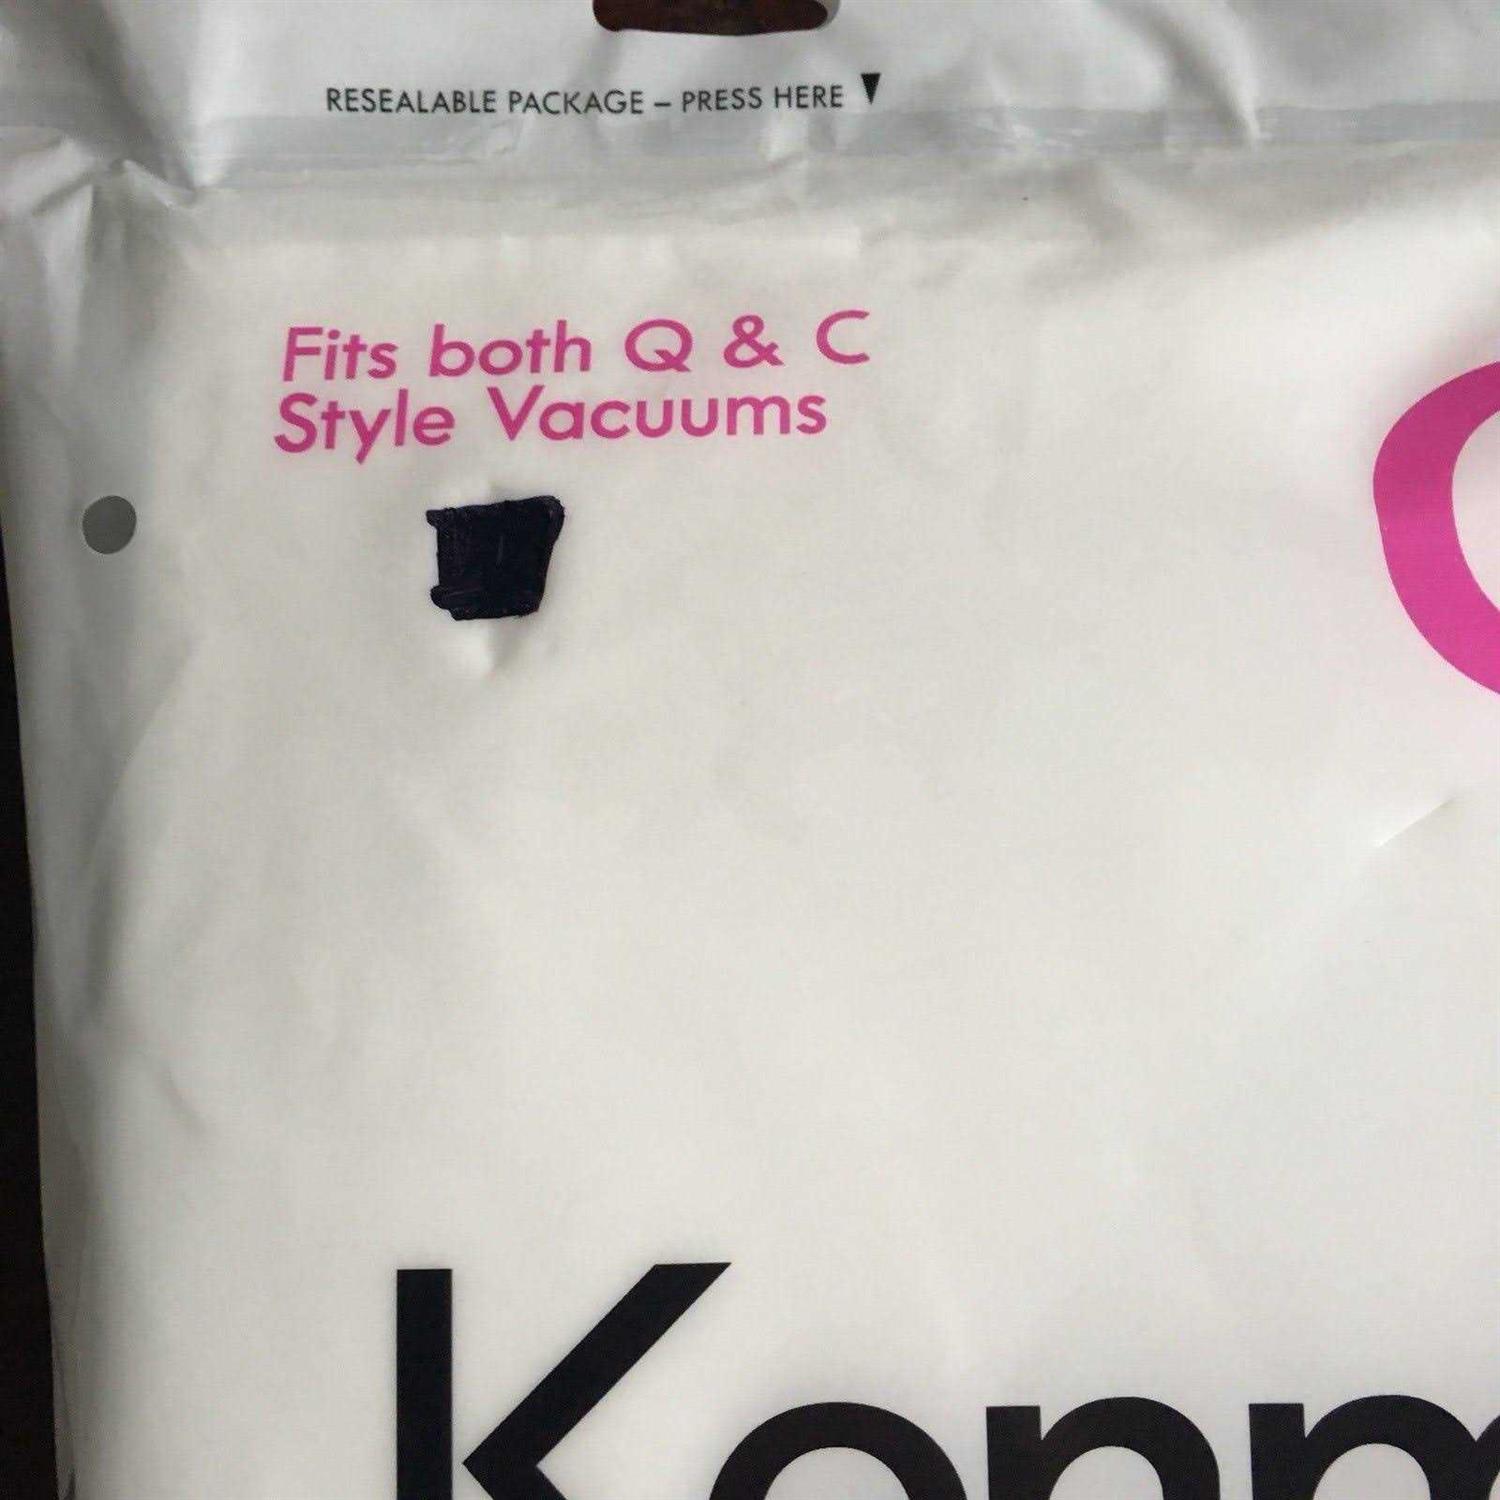 RESEALABLE PACKAGE – PRESS HERE ▼
Fits both Q & C
Style Vacuums